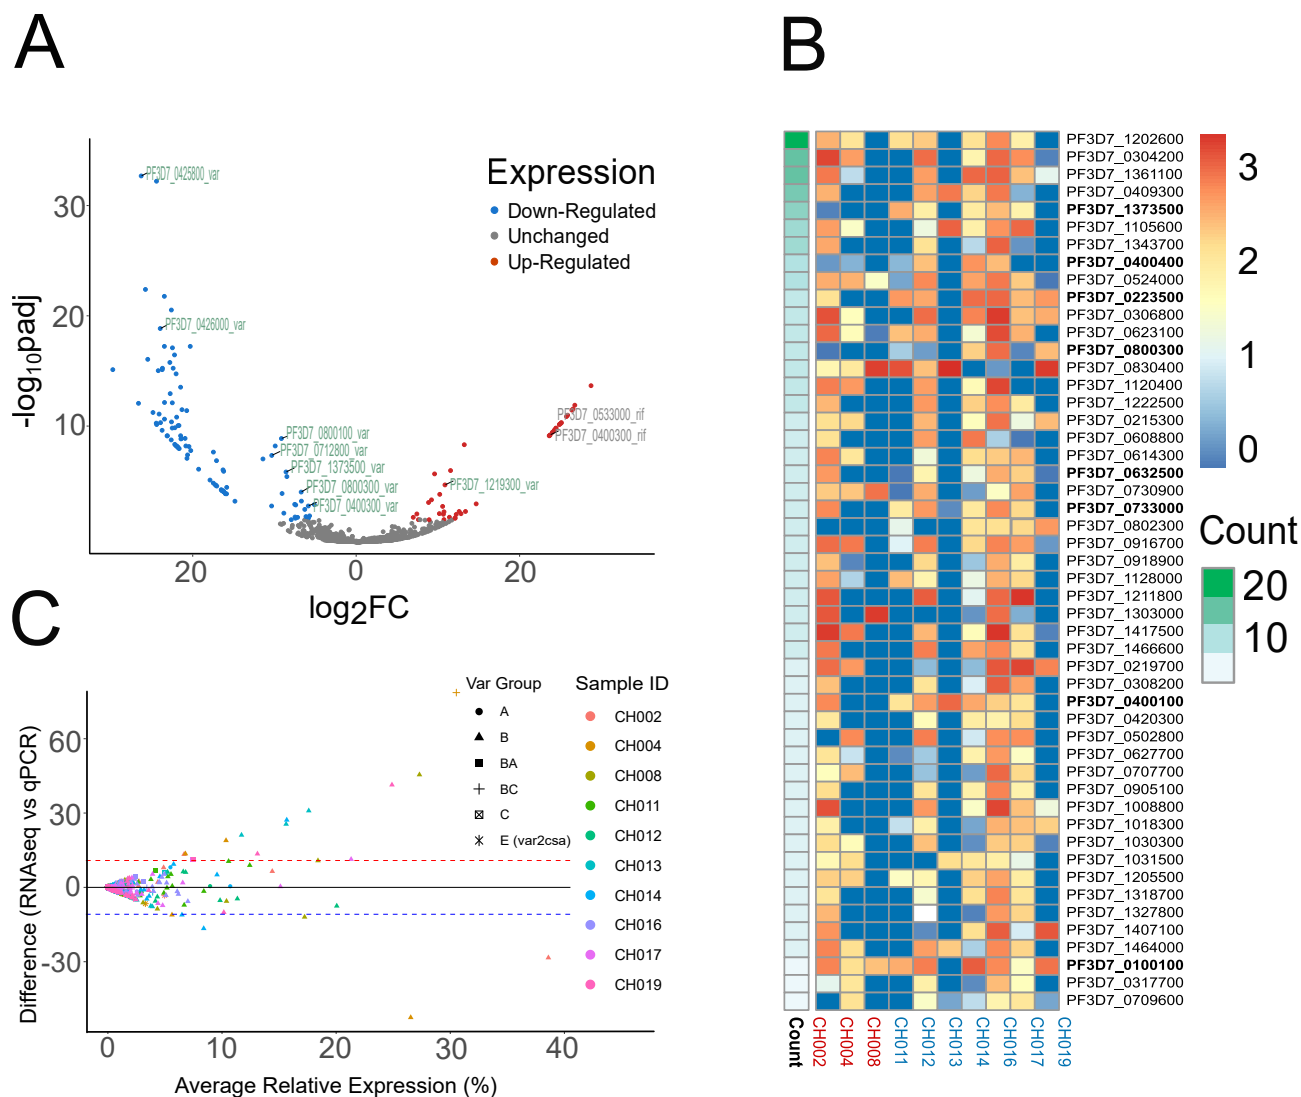 A
PF3D7_0425800_var
Expression
Down-Regulated
Unchanged
Up-Regulated
PF3D7_0426000_var
PF3D7_0533000_rif
PF3D7_0400300_rif
PF3D7_0800100_var
PF3D7_0712800_var
PF3D7_1373500_var
PF3D7_0800300_var
PF3D7_0400300_var
PF3D7_1219300_var
30
20
10
-log10padj
20
0
20
log2FC
B
PF3D7_1202600
PF3D7_0304200
PF3D7_1361100
PF3D7_0409300
PF3D7_1373500
PF3D7_1105600
PF3D7_1343700
PF3D7_0400400
PF3D7_0524000
PF3D7_0223500
PF3D7_0306800
PF3D7_0623100
PF3D7_0800300
PF3D7_0830400
PF3D7_1120400
PF3D7_1222500
PF3D7_0215300
PF3D7_0608800
PF3D7_0614300
PF3D7_0632500
PF3D7_0730900
PF3D7_0733000
PF3D7_0802300
PF3D7_0916700
PF3D7_0918900
PF3D7_1128000
PF3D7_1211800
PF3D7_1303000
PF3D7_1417500
PF3D7_1466600
PF3D7_0219700
PF3D7_0308200
PF3D7_0400100
PF3D7_0420300
PF3D7_0502800
PF3D7_0627700
PF3D7_0707700
PF3D7_0905100
PF3D7_1008800
PF3D7_1018300
PF3D7_1030300
PF3D7_1031500
PF3D7_1205500
PF3D7_1318700
PF3D7_1327800
PF3D7_1407100
PF3D7_1464000
PF3D7_0100100
PF3D7_0317700
PF3D7_0709600
Count
CH002
CH004
CH008
CH011
CH012
CH013
CH014
CH016
CH017
CH019
3
2
1
0
Count
20
10
C
Var Group
A
B
BA
BC
C
E (var2csa)
Sample ID
CH002
CH004
CH008
CH011
CH012
CH013
CH014
CH016
CH017
CH019
60
30
0
-30
Difference (RNAseq vs qPCR)
0
10
20
30
40
Average Relative Expression (%)